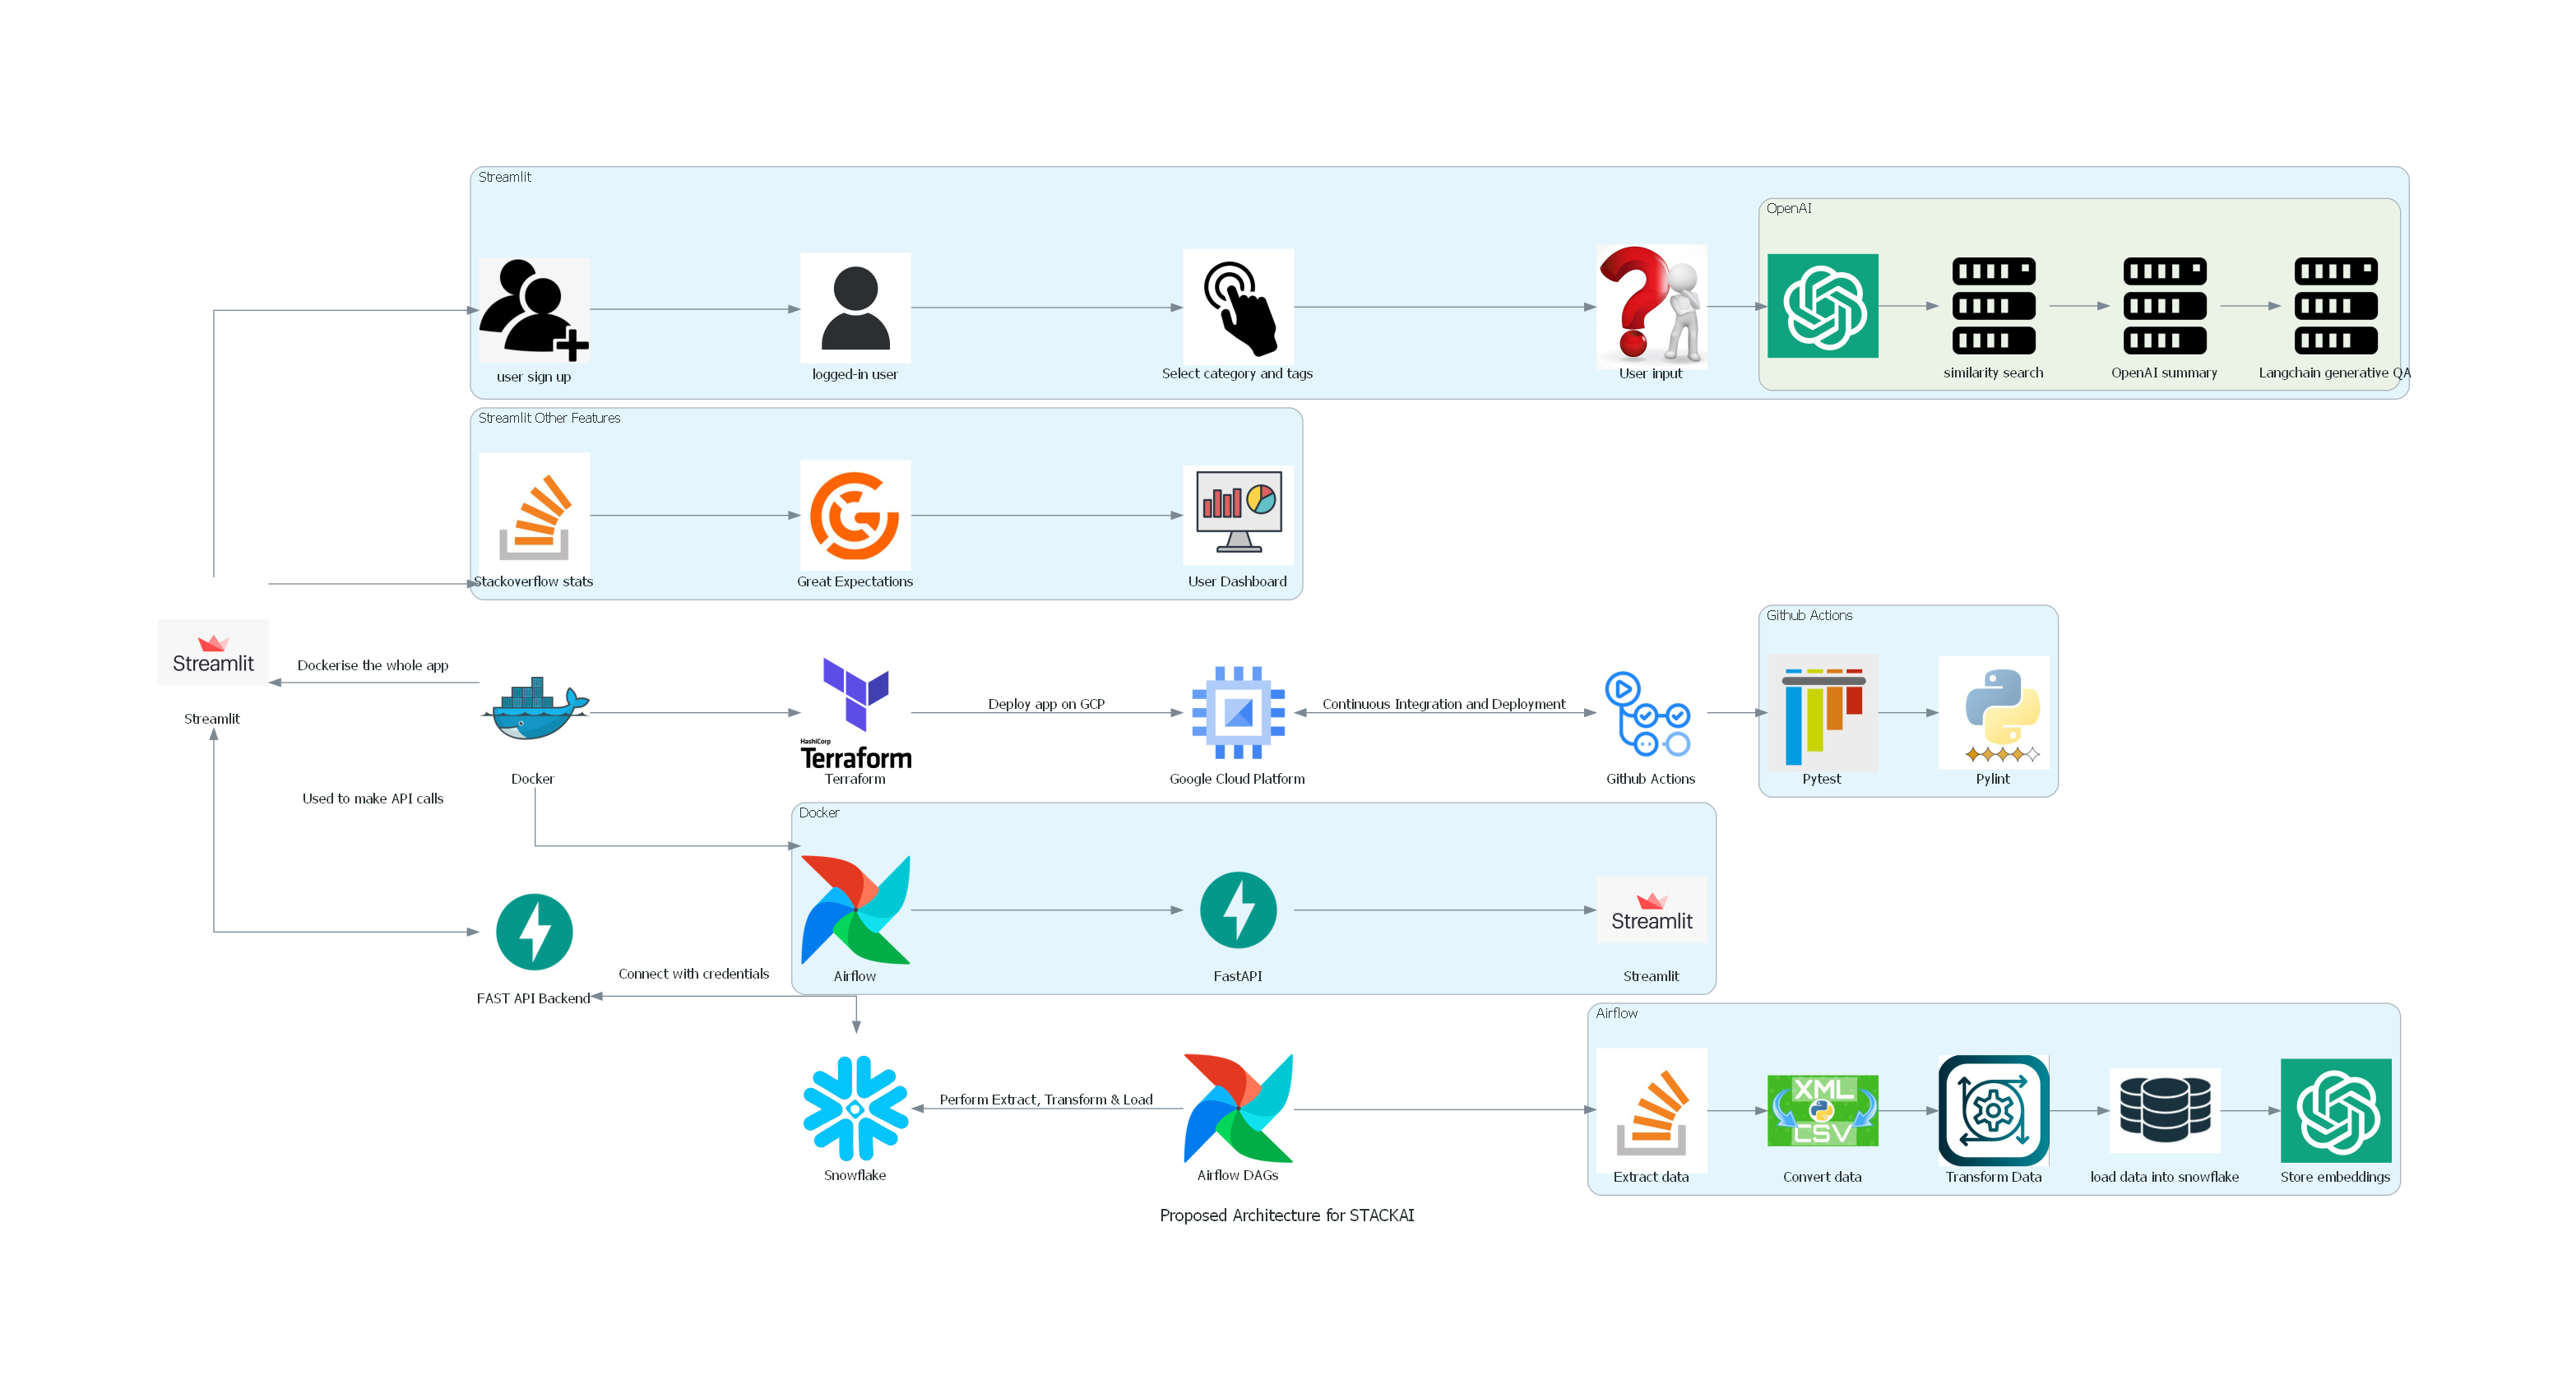 Streamlit
OpenAI
user sign up
logged-in user
Select category and tags
User input
similarity search
OpenAI summary
Langchain generative QA
Streamlit Other Features
Stackoverflow stats
Great Expectations
User Dashboard
Streamlit
Streamlit
Dockerise the whole app
Docker
HashiCorp
Terraform
Terraform
Deploy app on GCP
Google Cloud Platform
Continuous Integration and Deployment
Github Actions
Github Actions
Pytest
Pylint
Used to make API calls
Docker
Airflow
FastAPI
Streamlit
Streamlit
FAST API Backend
Connect with credentials
Snowflake
Perform Extract, Transform & Load
Airflow DAGs
Airflow
Extract data
XML
CSV
Convert data
Transform Data
load data into snowflake
Store embeddings
Proposed Architecture for STACKAI